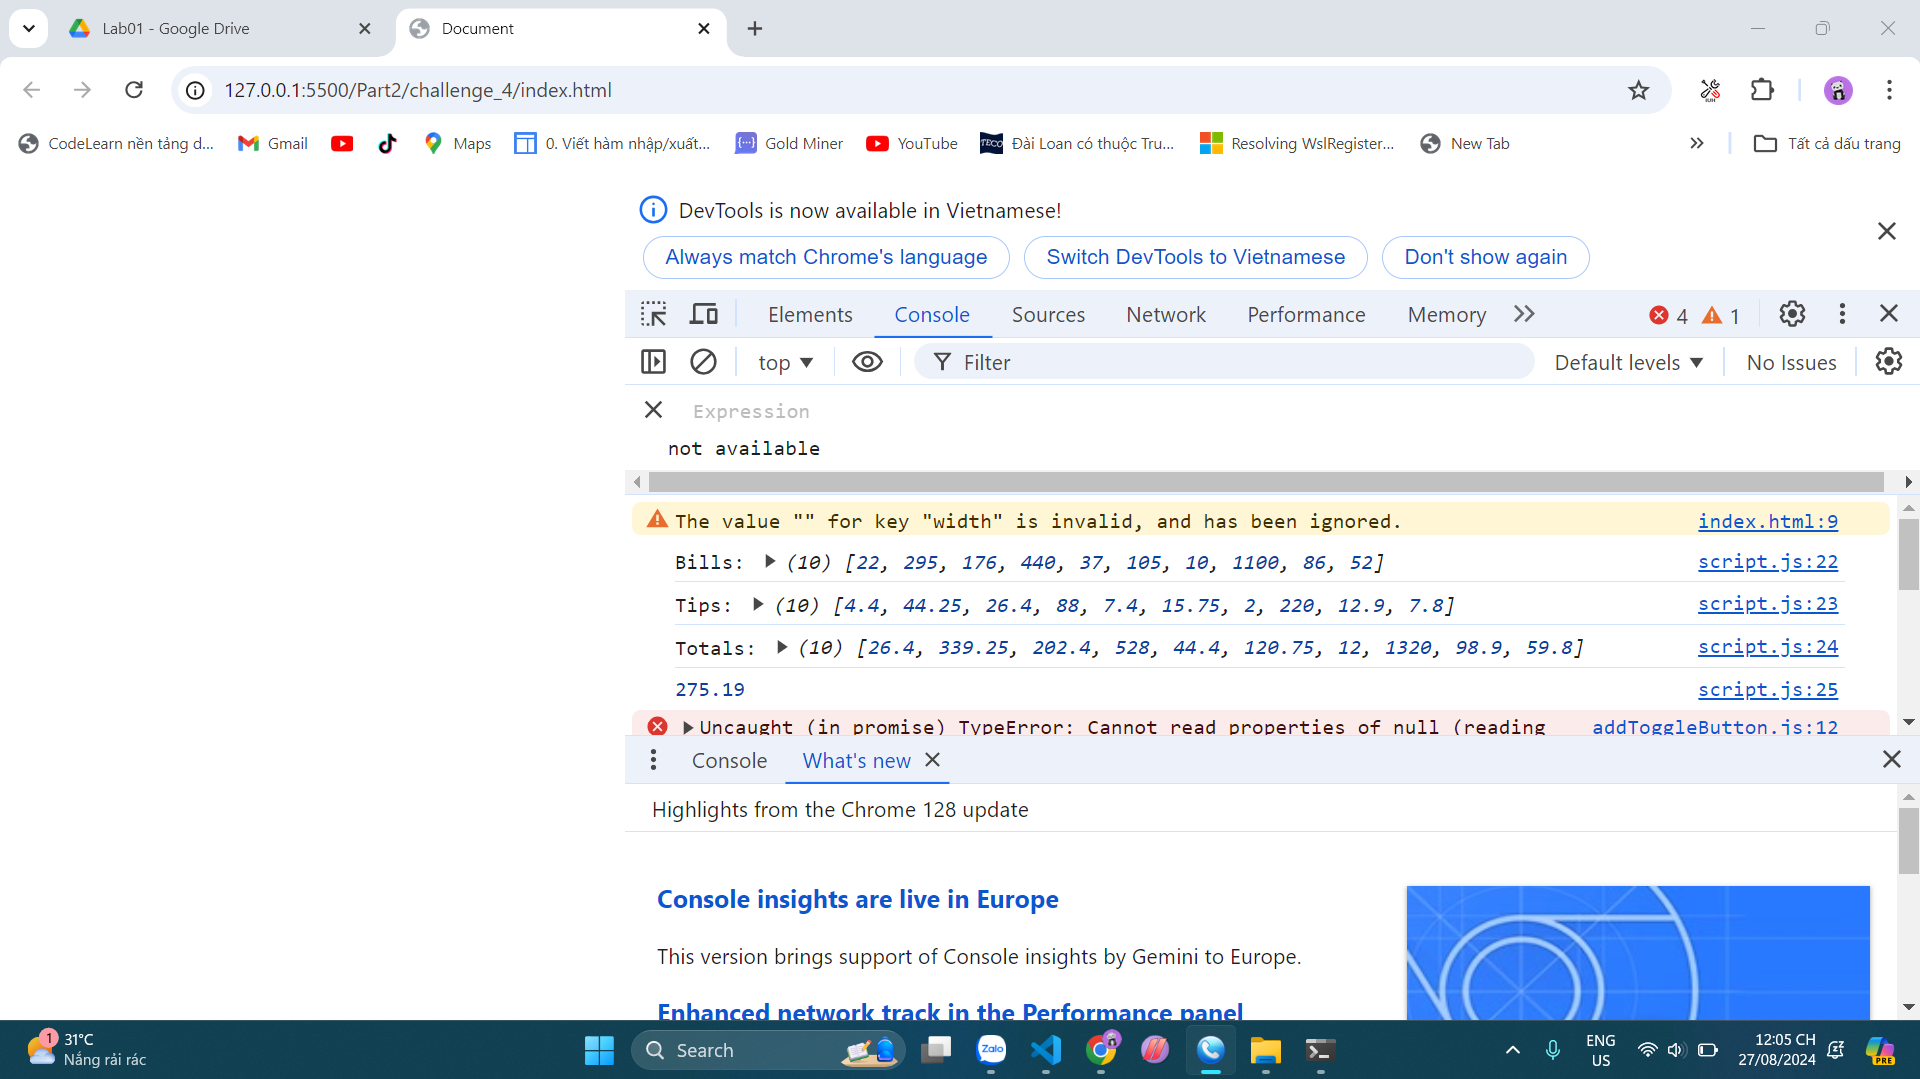 Lab01 - Google Drive
Document
127.0.0.1:5500/Part2/challenge_4/index.html
CodeLearn nền tảng d...
Gmail
Maps
0. Viết hàm nhập/xuất...
Gold Miner
YouTube
TECO
Đài Loan có thuộc Tru...
Resolving WslRegister...
New Tab
Tất cả dấu trang
DevTools is now available in Vietnamese!
Always match Chrome's language
Switch DevTools to Vietnamese
Don't show again
Elements
Console
Sources
Network
Performance
Memory
4
1
top
Filter
Default levels
No Issues
Expression
not available
The value "" for key "width" is invalid, and has been ignored. index.html:9
Bills: (10) [22, 295, 176, 440, 37, 105, 10, 1100, 86, 52] script.js:22
Tips: (10) [4.4, 44.25, 26.4, 88, 7.4, 15.75, 2, 220, 12.9, 7.8] script.js:23
Totals: (10) [26.4, 339.25, 202.4, 528, 44.4, 120.75, 12, 1320, 98.9, 59.8] script.js:24
275.19 script.js:25
Uncaught (in promise) TypeError: Cannot read properties of null (reading addToggleButton.js:12
Console
What's new
Highlights from the Chrome 128 update
Console insights are live in Europe
This version brings support of Console insights by Gemini to Europe.
Enhanced network track in the Performance panel
1
31°C
Nắng rải rác
Search
Zalo
ENG
US
12:05 CH
27/08/2024
PRE